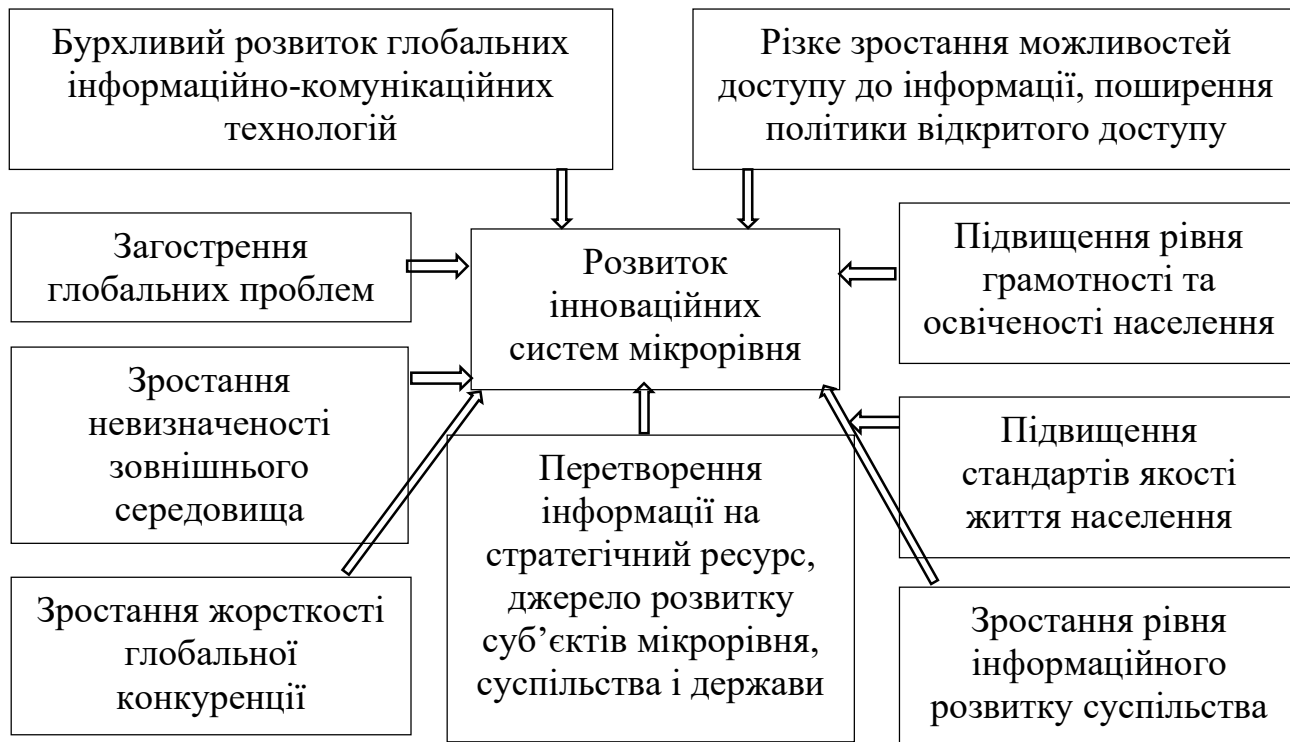 Бурхливий розвиток глобальних
інформаційно-комунікаційних
технологій
Різке зростання можливостей
доступу до інформації, поширення
політики відкритого доступу
Загострення
глобальних проблем
Розвиток
інноваційних
систем мікрорівня
Підвищення рівня
грамотності та
освіченості населення
Зростання
невизначеності
зовнішнього
середовища
Перетворення
інформації на
стратегічний ресурс,
джерело розвитку
суб’єктів мікрорівня,
суспільства і держави
Підвищення
стандартів якості
життя населення
Зростання жорсткості
глобальної
конкуренції
Зростання рівня
інформаційного
розвитку суспільства